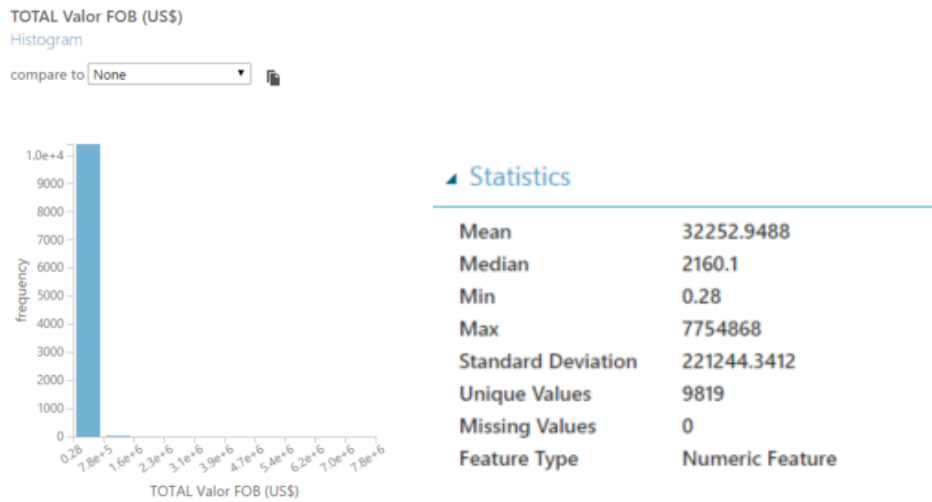 TOTAL Valor FOB (US$)
Histogram
compare to None
1.0e+4
9000
8000
7000
6000
5000
4000
3000
2000
1000
0
frequency
0.28
7.8e+5
1.6e+6
2.3e+6
3.1e+6
3.9e+6
4.7e+6
5.4e+6
6.2e+6
7.0e+6
7.8e+6
TOTAL Valor FOB (US$)
Statistics
Mean 32252.9488
Median 2160.1
Min 0.28
Max 7754868
Standard Deviation 221244.3412
Unique Values 9819
Missing Values 0
Feature Type Numeric Feature